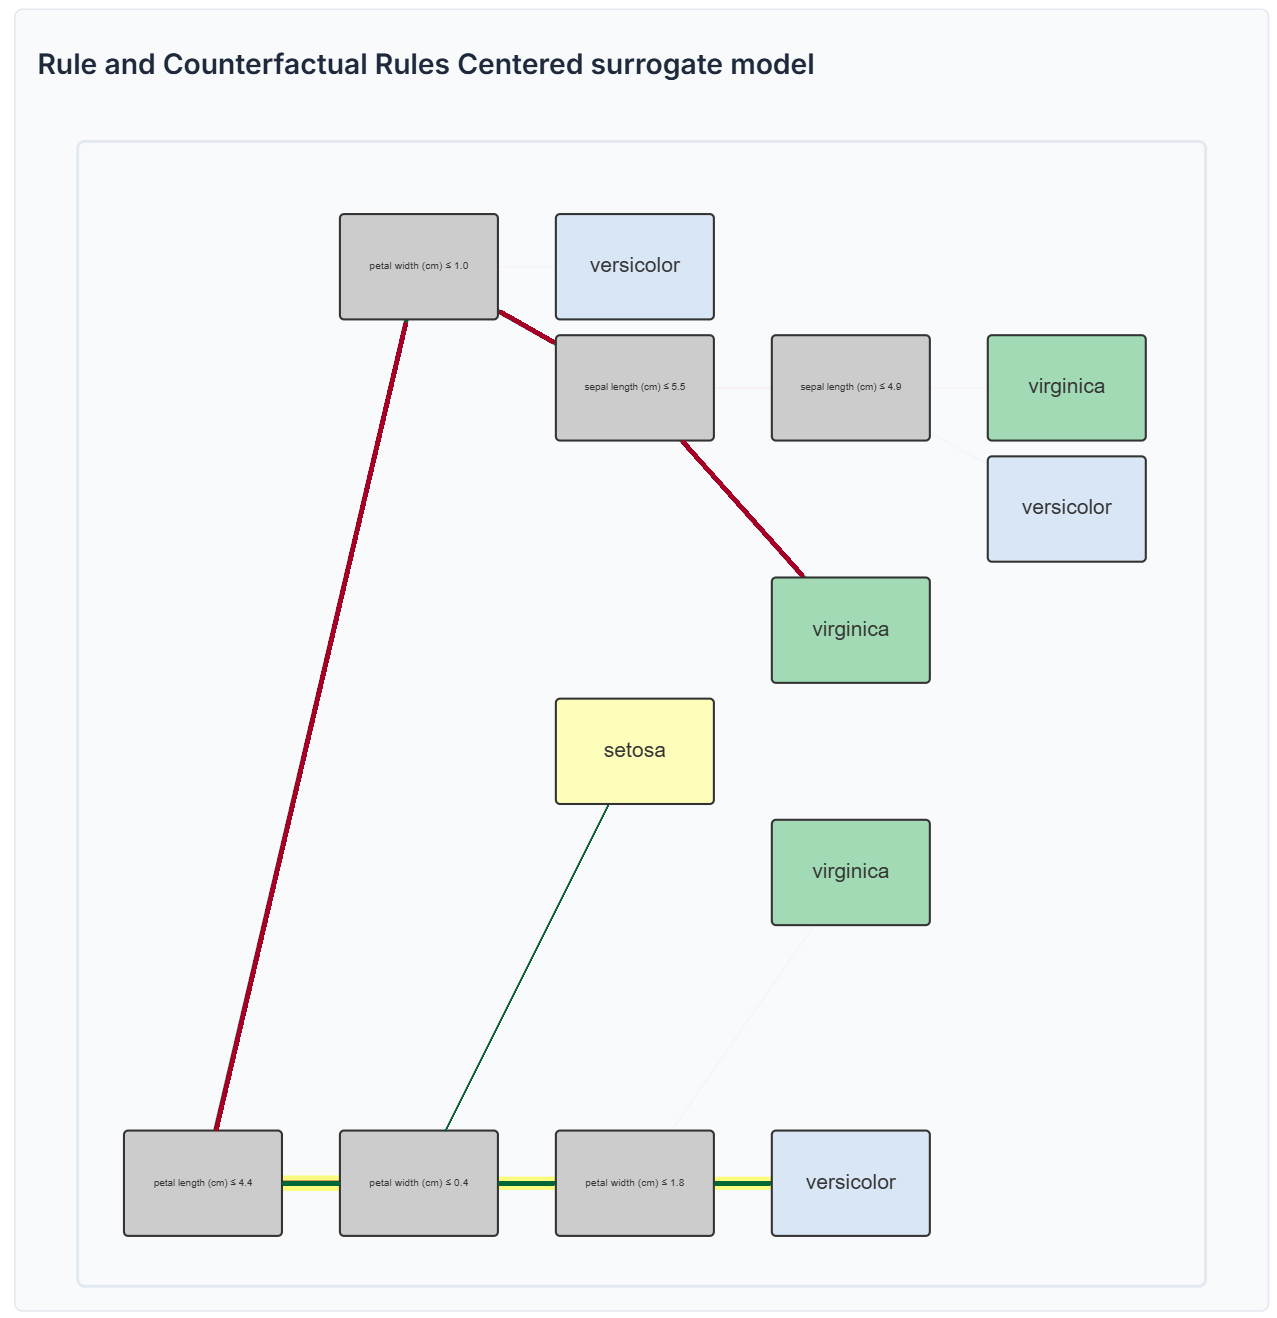 Rule and Counterfactual Rules Centered surrogate model
petal width (cm) ≤ 1.0
versicolor
sepal length (cm) ≤ 5.5
sepal length (cm) ≤ 4.9
virginica
versicolor
virginica
setosa
virginica
petal length (cm) ≤ 4.4
petal width (cm) ≤ 0.4
petal width (cm) ≤ 1.8
versicolor